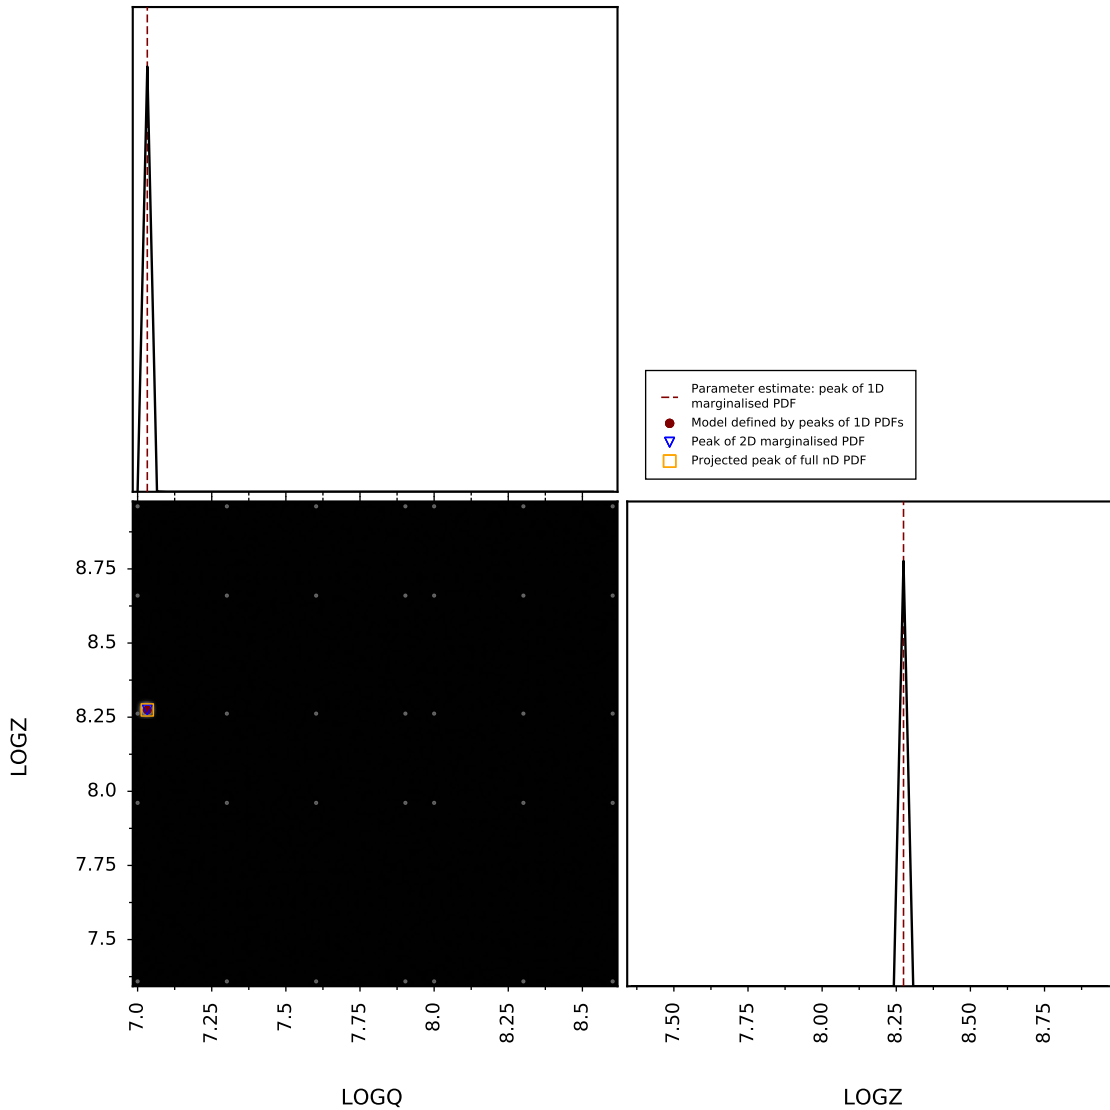 Parameter estimate: peak of 1D
marginalised PDF
Model defined by peaks of 1D PDFs
Peak of 2D marginalised PDF
Projected peak of full nD PDF
LOGZ
8.75
8.5
8.25
8.0
7.75
7.5
7.0
7.25
7.5
7.75
8.0
8.25
8.5
LOGQ
7.50
7.75
8.00
8.25
8.50
8.75
LOGZ